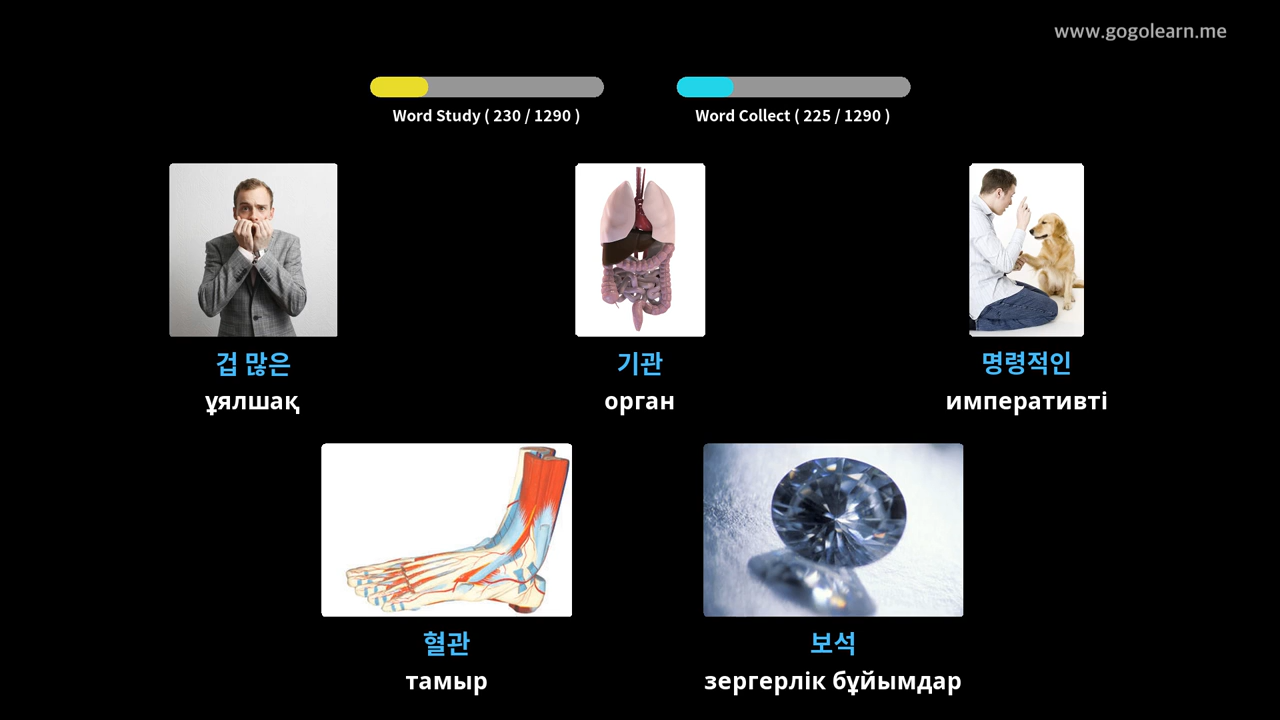 www.gogolearn.me
Word Study ( 230 / 1290 )
Word Collect ( 225 / 1290 )
겁 많은
ұялшақ
기관
орган
명령적인
императивті
혈관
тамыр
보석
зергерлік бұйымдар